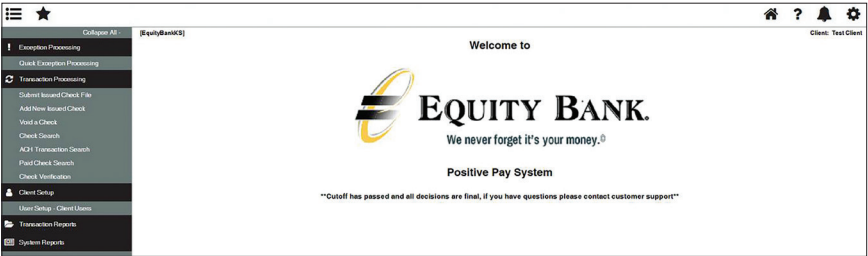 Collapse All -
[EquityBankKS]
Client: Test Client
Exception Processing
Quick Exception Processing
Transaction Processing
Submit Issued Check File
Add New Issued Check
Void a Check
Check Search
ACH Transaction Search
Paid Check Search
Check Verification
Client Setup
User Setup - Client Users
Transaction Reports
System Reports
Welcome to
EQUITY BANK.
We never forget it's your money.®
Positive Pay System
**Cutoff has passed and all decisions are final, if you have questions please contact customer support**